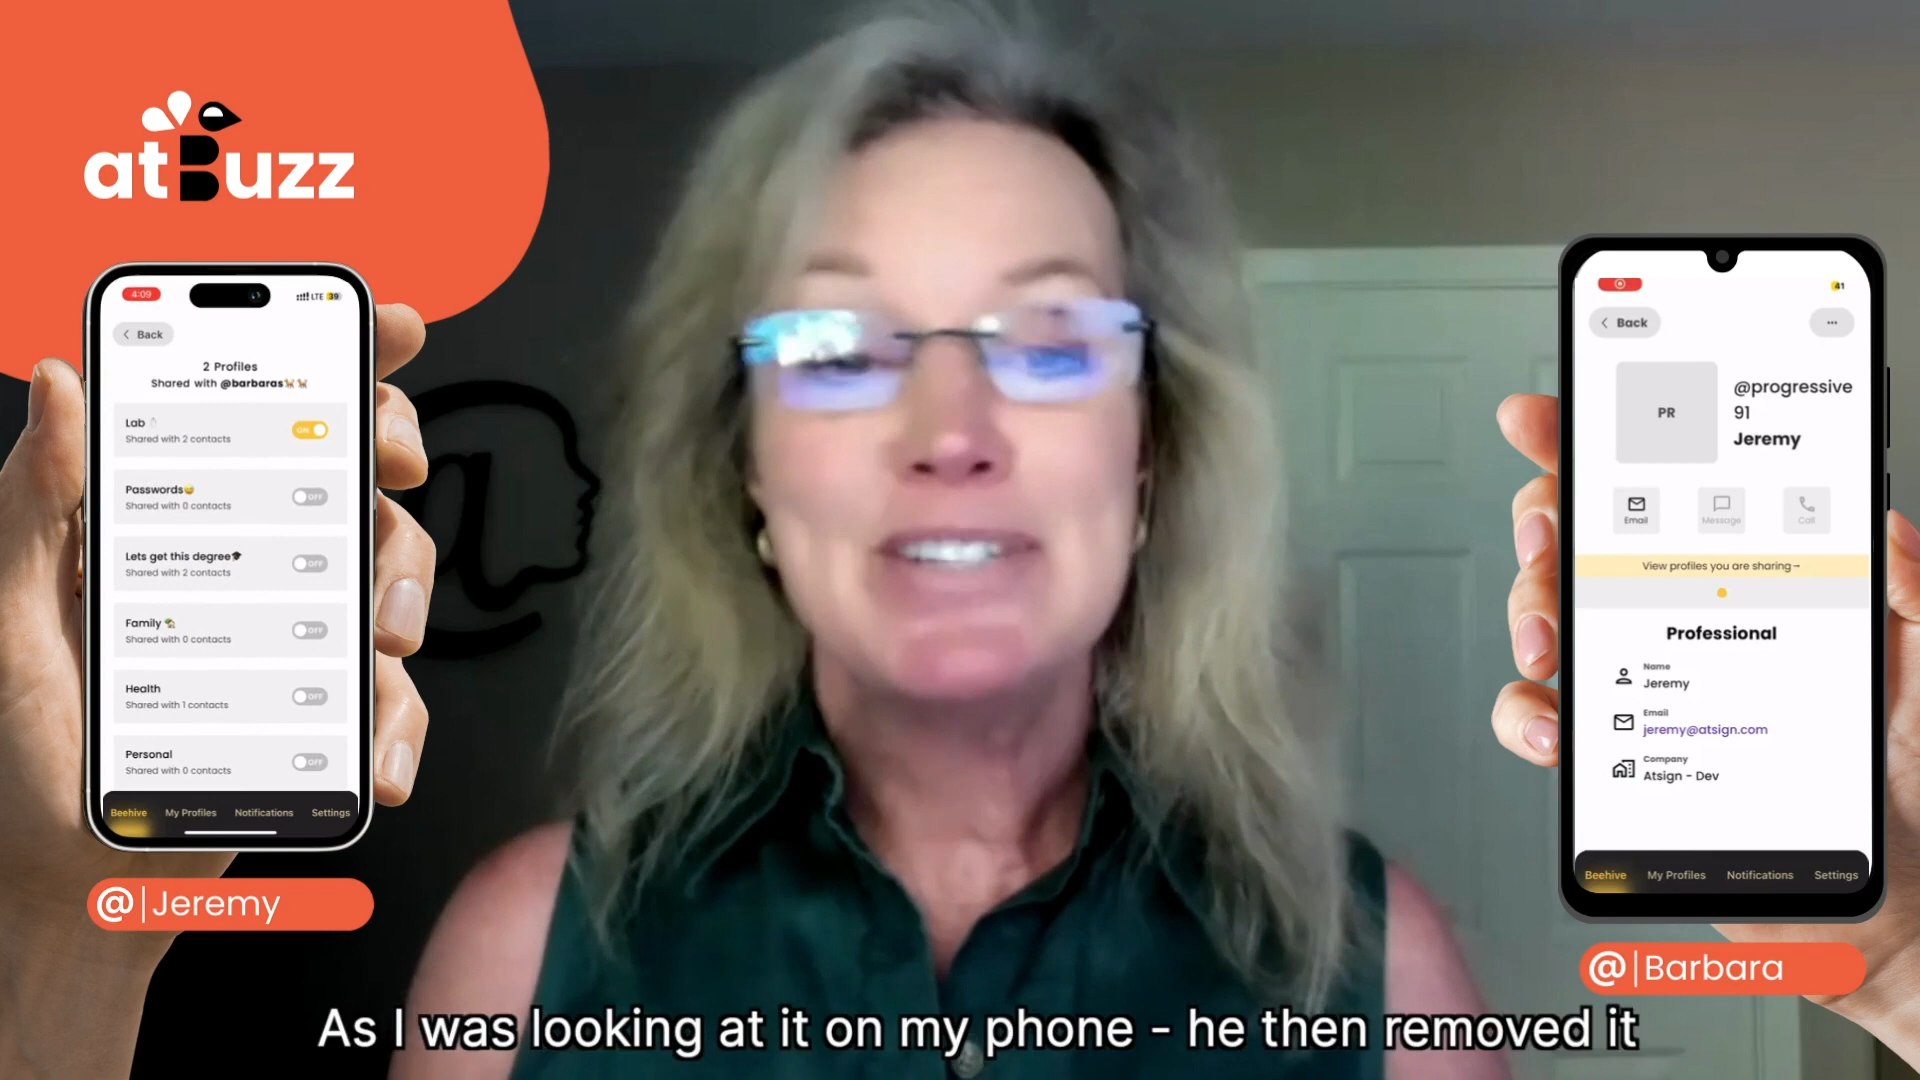 atBuzz
4:09
LTE 39
Back
2 Profiles
Shared with @barbaras🐕🐕
Lab
Shared with 2 contacts
ON
Passwords😅
Shared with 0 contacts
OFF
Lets get this degree🎓
Shared with 2 contacts
OFF
Family 🏡
Shared with 0 contacts
OFF
Health
Shared with 1 contacts
OFF
Personal
Shared with 0 contacts
OFF
Beehive My Profiles Notifications Settings
@|Jeremy
41
Back
...
PR
@progressive
91
Jeremy
Email Message Call
View profiles you are sharing→
Professional
Name
Jeremy
Email
jeremy@atsign.com
Company
Atsign - Dev
Beehive My Profiles Notifications Settings
@|Barbara
As I was looking at it on my phone - he then removed it